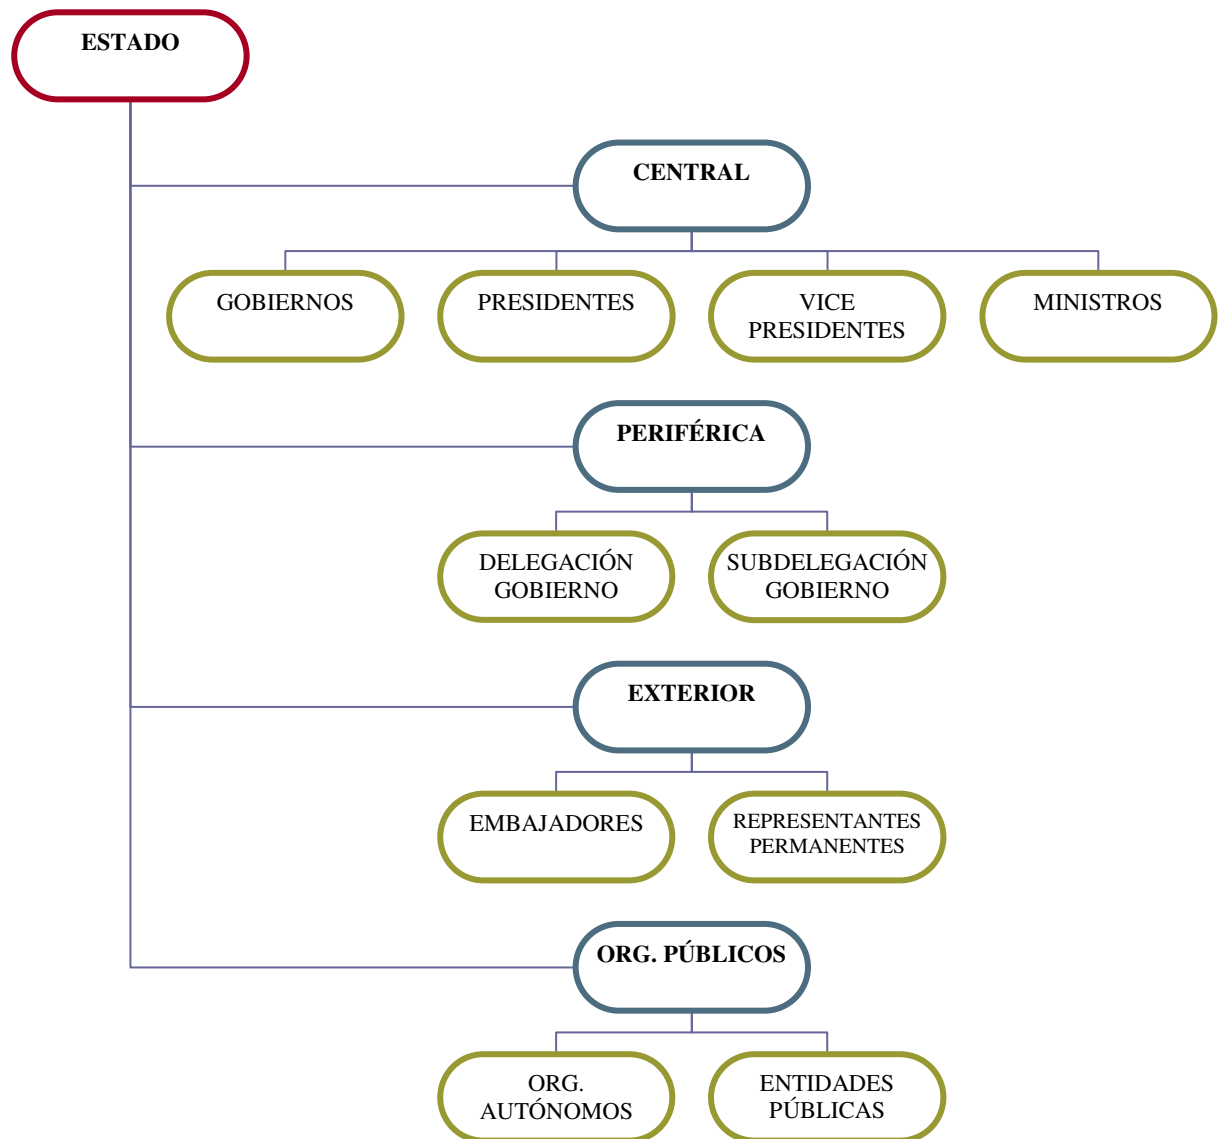 ESTADO
CENTRAL
GOBIERNOS
PRESIDENTES
VICE
PRESIDENTES
MINISTROS
PERIFÉRICA
DELEGACIÓN
GOBIERNO
SUBDELEGACIÓN
GOBIERNO
EXTERIOR
EMBAJADORES
REPRESENTANTES
PERMANENTES
ORG. PÚBLICOS
ORG.
AUTÓNOMOS
ENTIDADES
PÚBLICAS